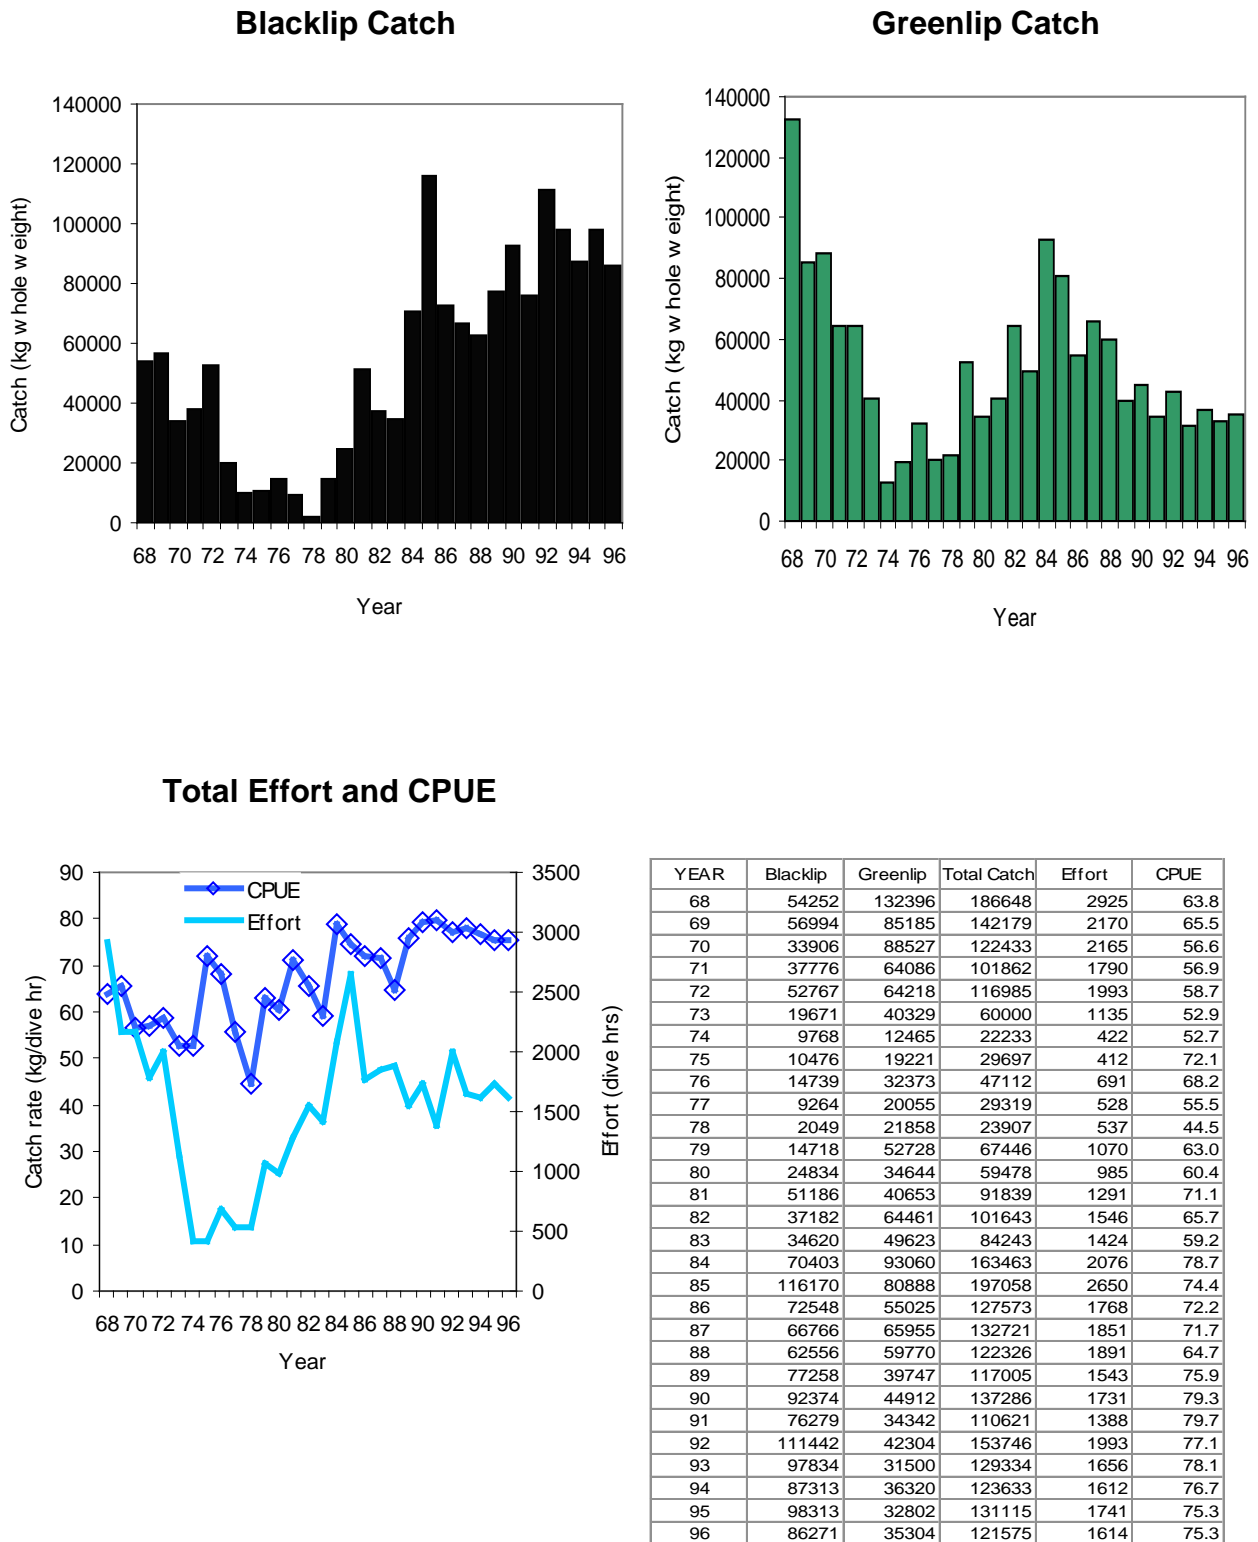 Blacklip Catch
140000
120000
100000
80000
60000
40000
20000
0
Catch (kg w hole w eight)
68 70 72 74 76 78 80 82 84 86 88 90 92 94 96
Year
Greenlip Catch
140000
120000
100000
80000
60000
40000
20000
0
Catch (kg w hole w eight)
68 70 72 74 76 78 80 82 84 86 88 90 92 94 96
Year
Total Effort and CPUE
CPUE
Effort
90
80
70
60
50
40
30
20
10
0
Catch rate (kg/dive hr)
3500
3000
2500
2000
1500
1000
500
0
Effort (dive hrs)
68 70 72 74 76 78 80 82 84 86 88 90 92 94 96
Year
YEAR Blacklip Greenlip Total Catch Effort CPUE
68 54252 132396 186648 2925 63.8
69 56994 85185 142179 2170 65.5
70 33906 88527 122433 2165 56.6
71 37776 64086 101862 1790 56.9
72 52767 64218 116985 1993 58.7
73 19671 40329 60000 1135 52.9
74 9768 12465 22233 422 52.7
75 10476 19221 29697 412 72.1
76 14739 32373 47112 691 68.2
77 9264 20055 29319 528 55.5
78 2049 21858 23907 537 44.5
79 14718 52728 67446 1070 63.0
80 24834 34644 59478 985 60.4
81 51186 40653 91839 1291 71.1
82 37182 64461 101643 1546 65.7
83 34620 49623 84243 1424 59.2
84 70403 93060 163463 2076 78.7
85 116170 80888 197058 2650 74.4
86 72548 55025 127573 1768 72.2
87 66766 65955 132721 1851 71.7
88 62556 59770 122326 1891 64.7
89 77258 39747 117005 1543 75.9
90 92374 44912 137286 1731 79.3
91 76279 34342 110621 1388 79.7
92 111442 42304 153746 1993 77.1
93 97834 31500 129334 1656 78.1
94 87313 36320 123633 1612 76.7
95 98313 32802 131115 1741 75.3
96 86271 35304 121575 1614 75.3